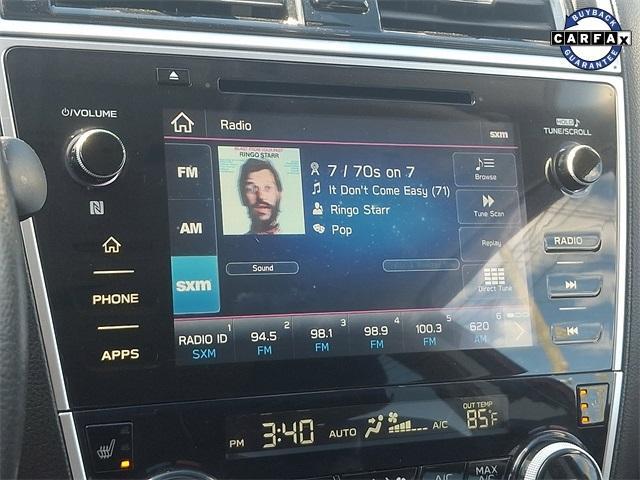 BUYBACK
CARFAX
GUARANTEE
/VOLUME
Radio
sxm
HOLD
TUNE/SCROLL
FM
AM
sxm
RINGO STARR
7 / 70s on 7
It Don't Come Easy (71)
Ringo Starr
Pop
Browse
Tune Scan
Replay
Direct Tune
Sound
PHONE
APPS
RADIO
RADIO ID 1
SXM
94.5 2
FM
98.1 3
FM
98.9 4
FM
100.3 5
FM
620 6
AM
PM 3:40 AUTO A/C
OUT TEMP
85°F
A/C
MAX
A/C